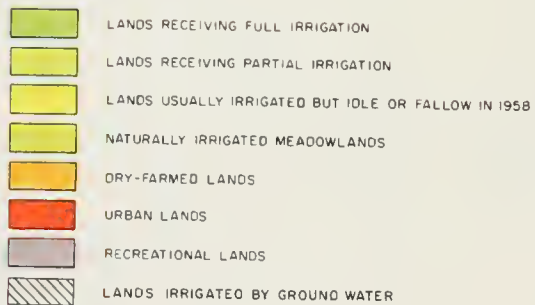 LANDS RECEIVING FULL IRRIGATION
LANDS RECEIVING PARTIAL IRRIGATION
LANDS USUALLY IRRIGATED BUT IDLE OR FALLOW IN 1958
NATURALLY IRRIGATED MEADOWLANDS
DRY-FARMED LANDS
URBAN LANDS
RECREATIONAL LANDS
LANDS IRRIGATED BY GROUND WATER